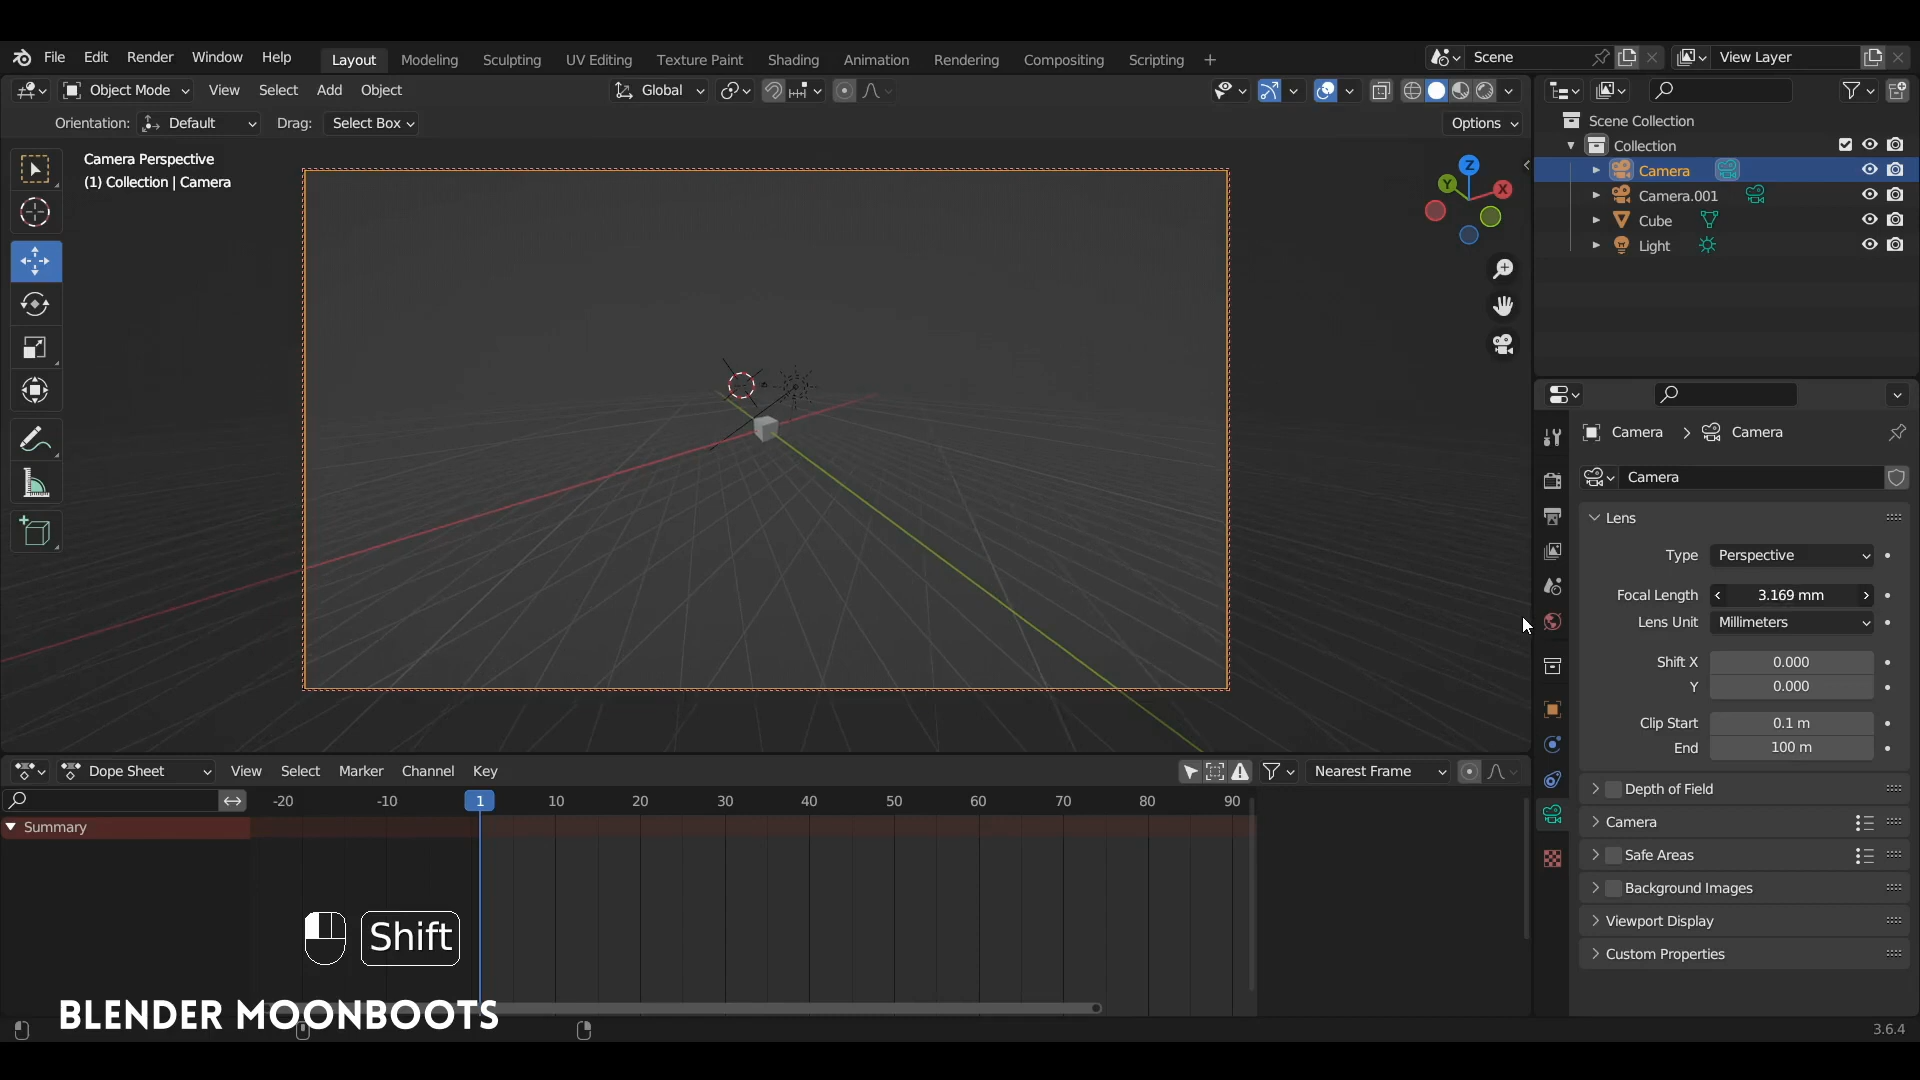 File Edit Render Window Help Layout Modeling Sculpting UV Editing Texture Paint Shading Animation Rendering Compositing Scripting + Scene View Layer
Object Mode View Select Add Object Global Options
Orientation: Default Drag: Select Box
Camera Perspective
(1) Collection | Camera
Z
Y
X
Scene Collection
Collection
Camera
Camera.001
Cube
Light
Camera > Camera
Camera
Lens
Type Perspective
Focal Length 3.169 mm
Lens Unit Millimeters
Shift X 0.000
Y 0.000
Clip Start 0.1 m
End 100 m
Depth of Field
Camera
Safe Areas
Background Images
Viewport Display
Custom Properties
Dope Sheet View Select Marker Channel Key Nearest Frame
-20 -10 1 10 20 30 40 50 60 70 80 90
Summary
Shift
BLENDER MOONBOOTS
3.6.4